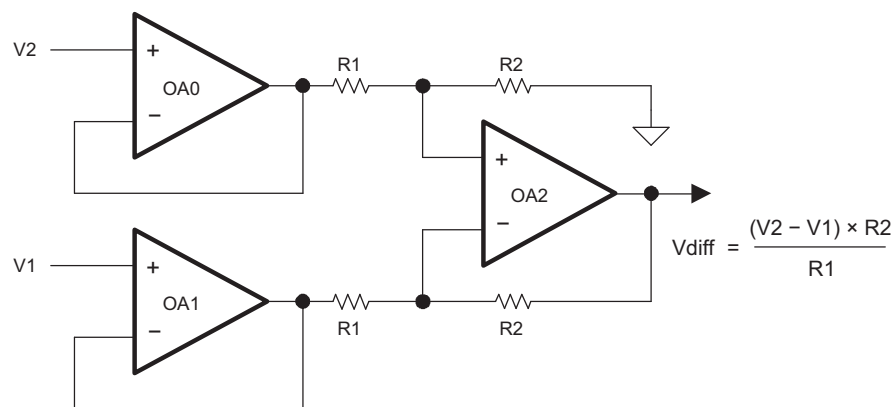 V2
+
OA0
−
R1
R2
+
OA2
−
V1
+
OA1
−
R1
R2
Vdiff = (V2 − V1) × R2
R1